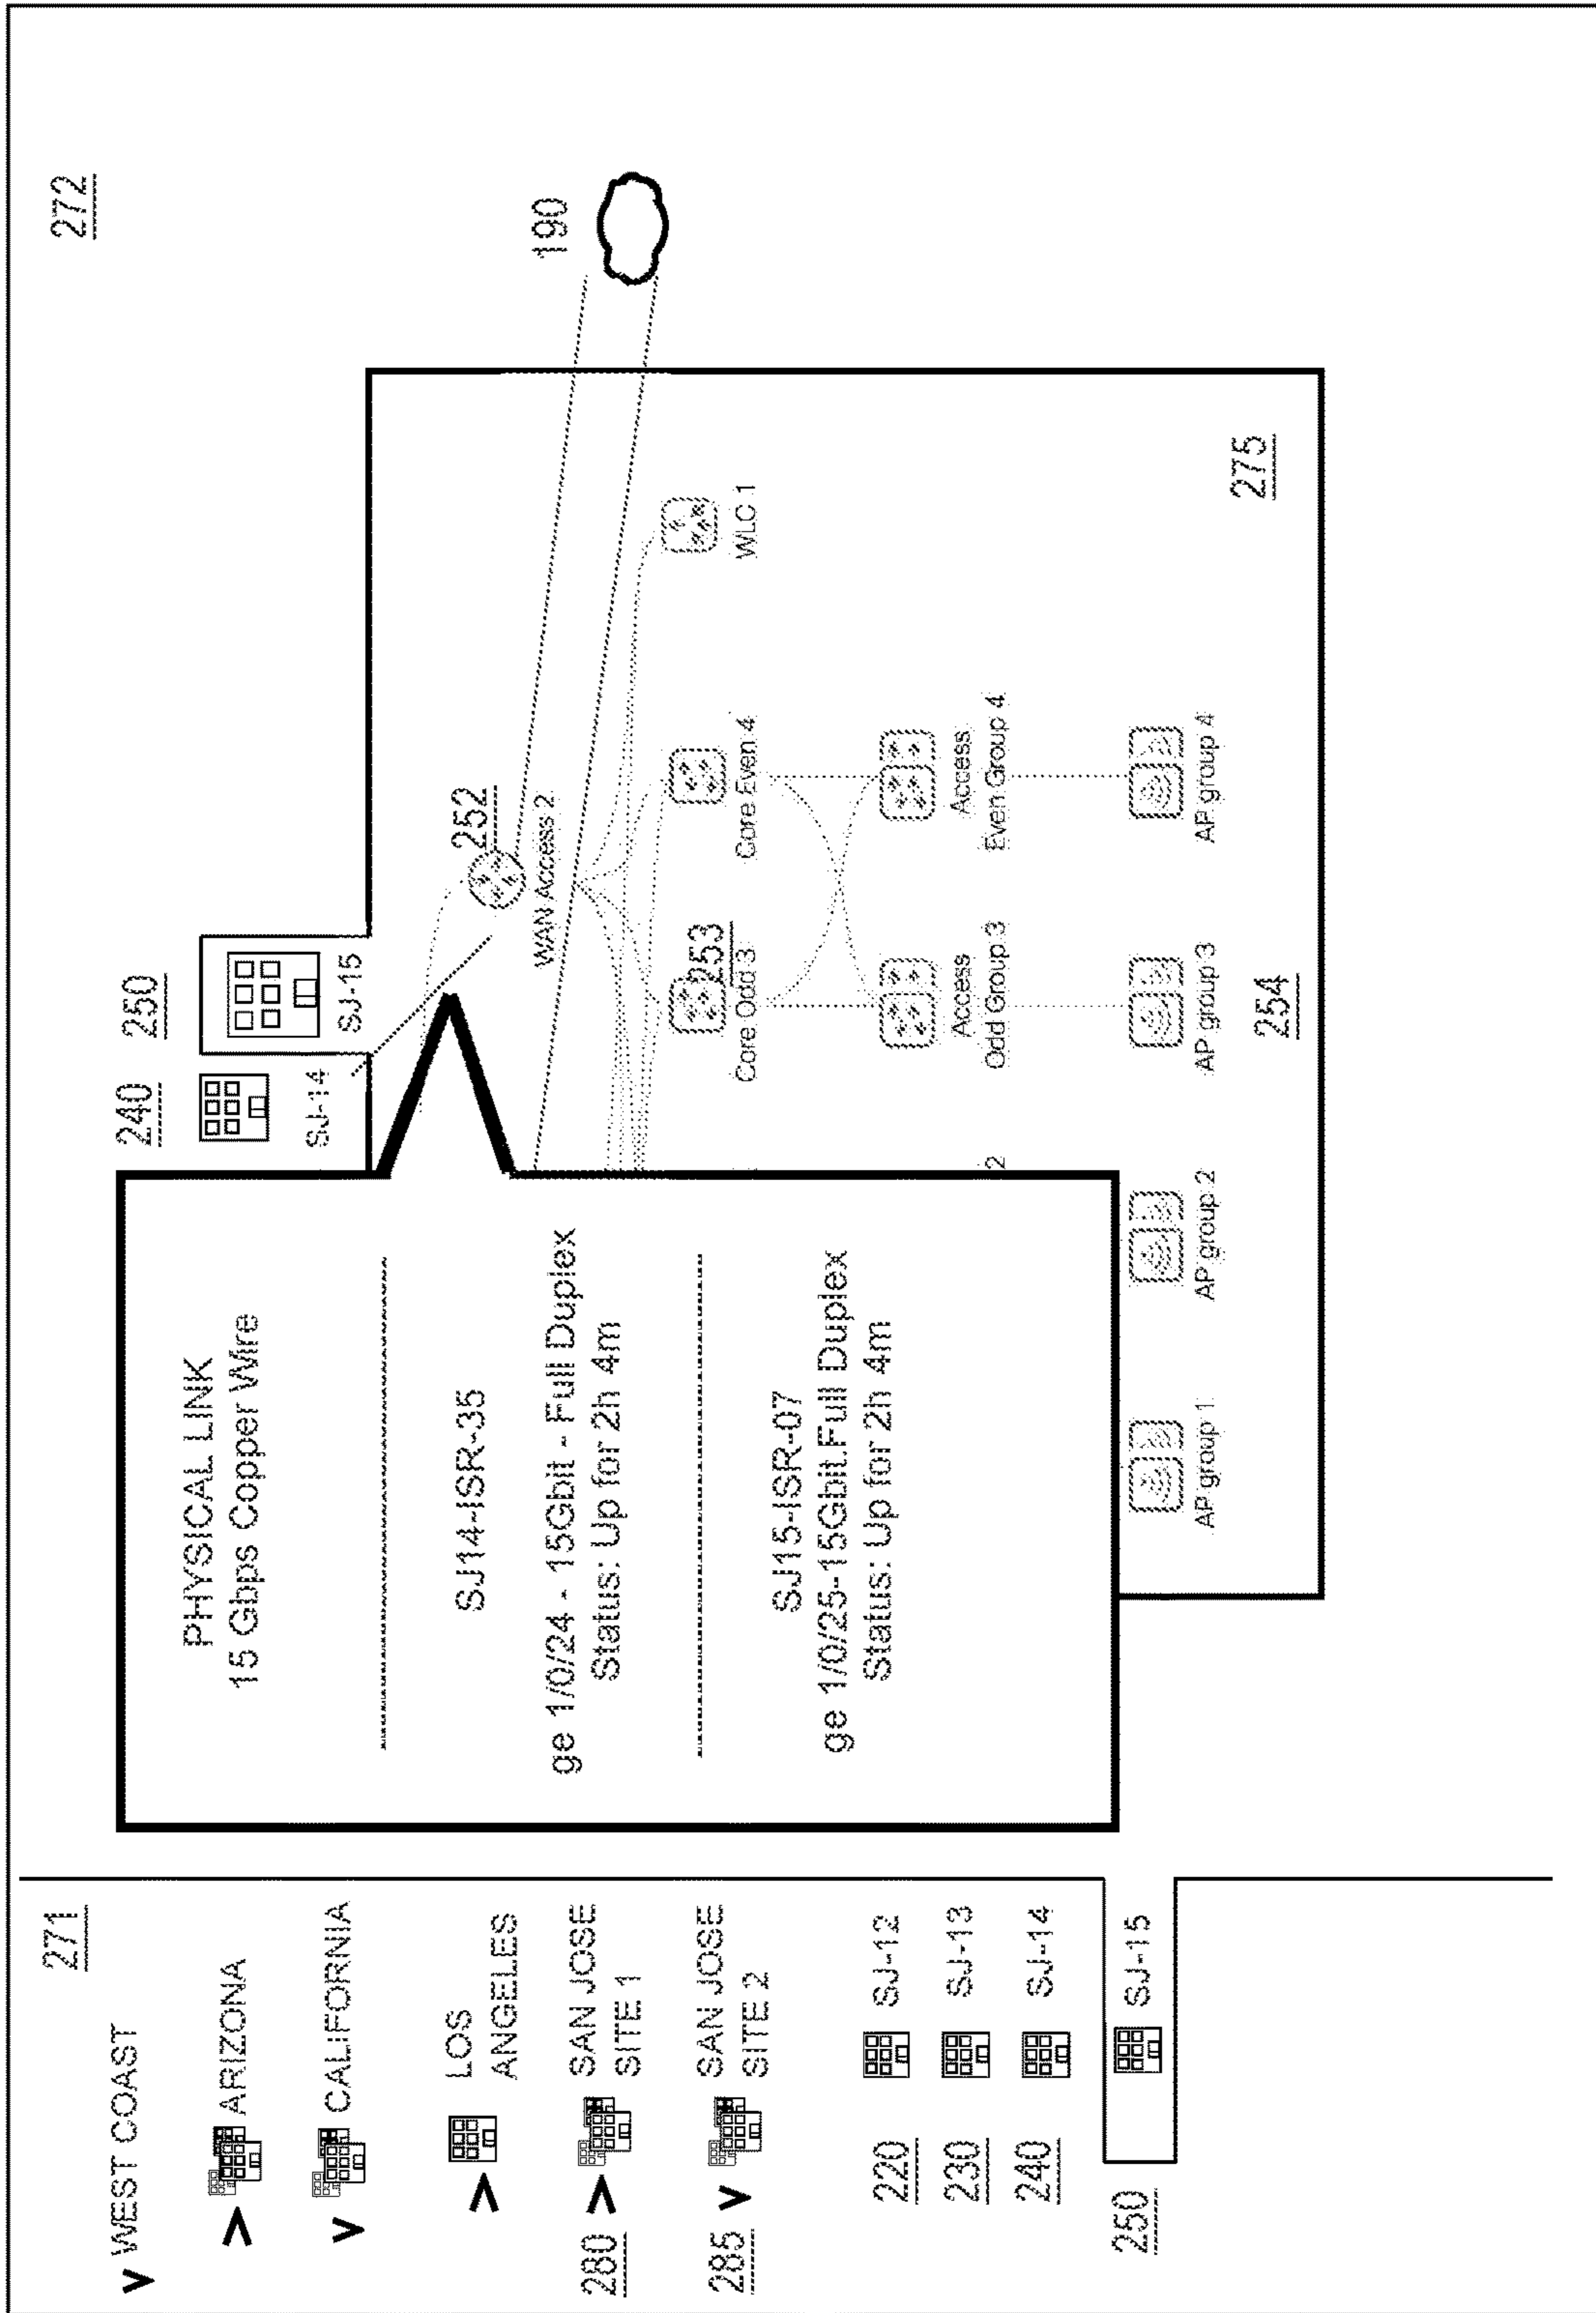 271
v WEST COAST
> ARIZONA
v CALIFORNIA
> LOS
ANGELES
280 > SAN JOSE
SITE 1
285 v SAN JOSE
SITE 2
220 SJ-12
230 SJ-13
240 SJ-14
250 SJ-15
272
PHYSICAL LINK
15 Gbps Copper Wire
SJ14-ISR-35
ge 1/0/24 - 15Gbit - Full Duplex
Status: Up for 2h 4m
SJ15-ISR-07
ge 1/0/25-15Gbit.Full Duplex
Status: Up for 2h 4m
240
250
SJ-14
SJ-15
190
252
WAN Access 2
253
Core Odd 3
Core Even 4
WLC 1
2
Access
Odd Group 3
Access
Even Group 4
AP group 1
AP group 2
AP group 3
AP group 4
254
275